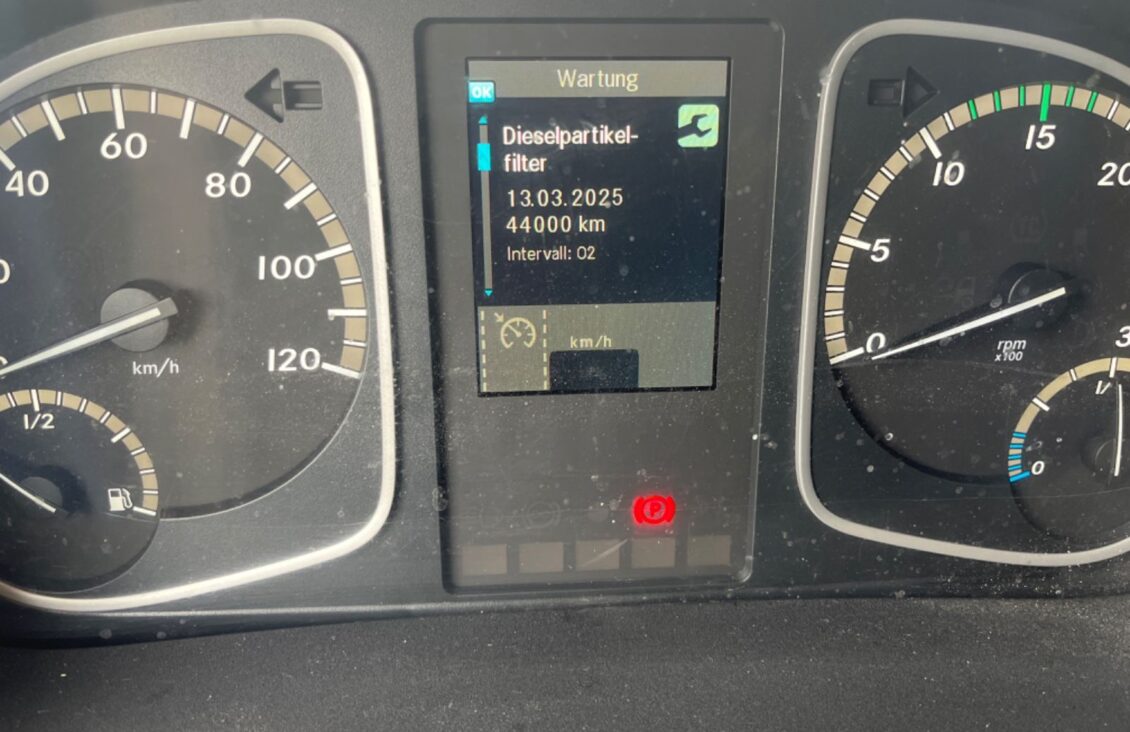 Wartung
OK
Dieselpartikel-
filter
13.03.2025
44000 km
Intervall: 02
km/h
40
60
80
100
120
km/h
1/2
0
5
10
15
20
rpm
x100
0
P